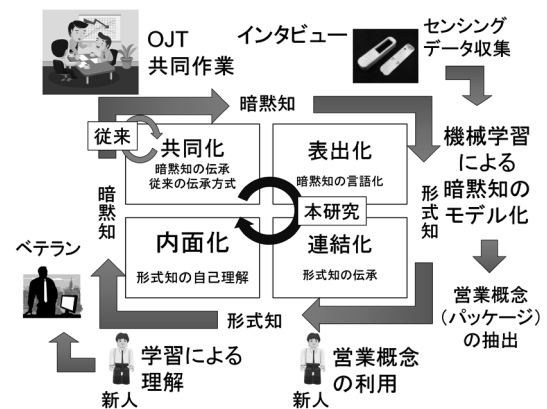 OJT
共同作業
インタビュー
センシング
データ収集
暗黙知
従来
共同化
暗黙知の伝承
従来の伝承方式
表出化
暗黙知の言語化
機械学習
による
暗黙知の
モデル化
暗黙知
形式知
本研究
内面化
形式知の自己理解
連結化
形式知の伝承
ベテラン
営業概念
（パッケージ）
の抽出
形式知
学習による
理解
新人
営業概念
の利用
新人